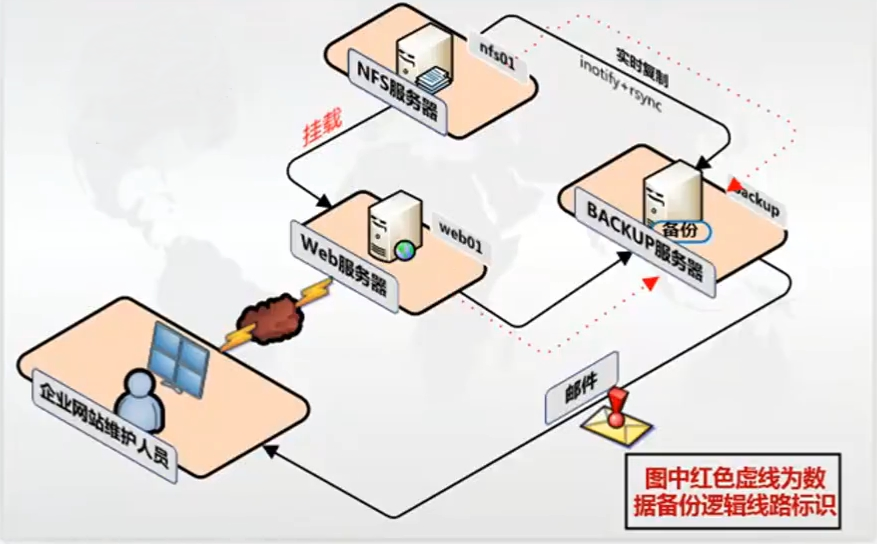 nfs01
实时复制
inotify+rsync
NFS服务器
挂载
backup
备份
BACKUP服务器
web01
Web服务器
企业网站维护人员
邮件
图中红色虚线为数
据备份逻辑线路标识